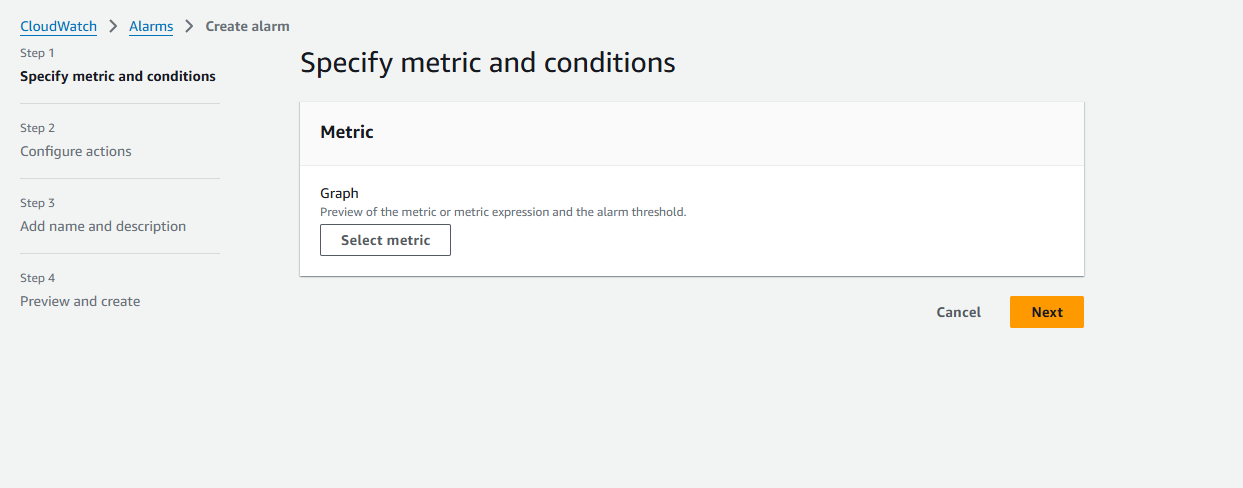 CloudWatch > Alarms > Create alarm
Step 1
Specify metric and conditions
Step 2
Configure actions
Step 3
Add name and description
Step 4
Preview and create
Specify metric and conditions
Metric
Graph
Preview of the metric or metric expression and the alarm threshold.
Select metric
Cancel
Next